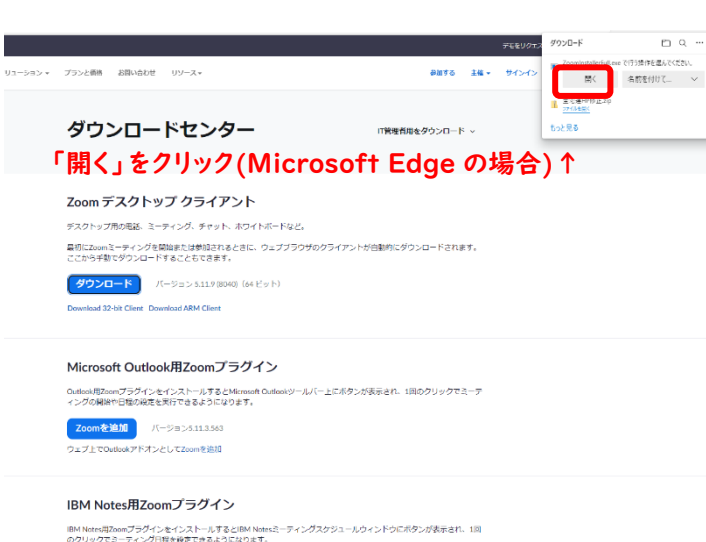 デモをリクエス
ダウンロード
ZoomInstallerFull.exe で行う操作を選んでください。
開く
名前を付けて...
ファイルを開く
もっと見る
リューション プランと価格 お問い合わせ リソース
参加する 主催 サインイン
ダウンロードセンター
IT管理者用をダウンロード
「開く」をクリック(Microsoft Edge の場合)↑
Zoom デスクトップ クライアント
デスクトップ用の電話、ミーティング、チャット、ホワイトボードなど。
最初にZoomミーティングを開始または参加されるときに、ウェブブラウザのクライアントが自動的にダウンロードされます。
ここから手動でダウンロードすることもできます。
ダウンロード バージョン 5.11.9 (8040) (64 ビット)
Download 32-bit Client Download ARM Client
Microsoft Outlook用Zoomプラグイン
Outlook用ZoomプラグインをインストールするとMicrosoft Outlookツールバー上にボタンが表示され、1回のクリックでミーテ
ィングの開始や日程の設定を実行できるようになります。
Zoomを追加 バージョン5.11.3.563
ウェブ上でOutlookアドオンとしてZoomを追加
IBM Notes用Zoomプラグイン
IBM Notes用ZoomプラグインをインストールするとIBM Notesミーティングスケジュールウィンドウにボタンが表示され、1回
のクリックでミーティング日程を設定できるようになります。